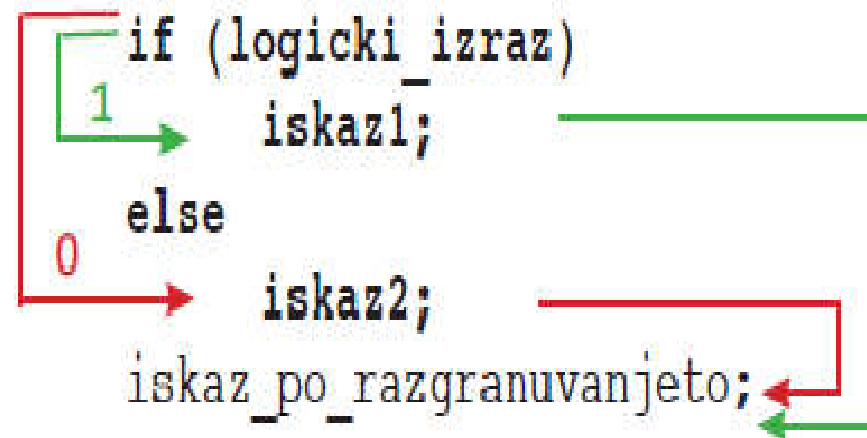 if (logicki_izraz)
1
iskaz1;
else
0
iskaz2;
iskaz_po_razgranuvanjeto;